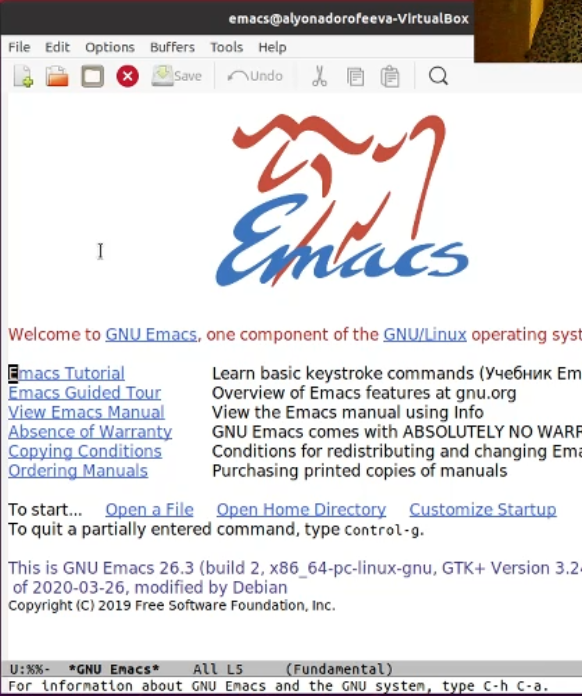 emacs@alyonadorofeeva-VirtualBox
File Edit Options Buffers Tools Help
Save Undo
Emacs
Welcome to GNU Emacs, one component of the GNU/Linux operating syst
Emacs Tutorial Learn basic keystroke commands (Учебник Em
Emacs Guided Tour Overview of Emacs features at gnu.org
View Emacs Manual View the Emacs manual using Info
Absence of Warranty GNU Emacs comes with ABSOLUTELY NO WARR
Copying Conditions Conditions for redistributing and changing Ema
Ordering Manuals Purchasing printed copies of manuals
To start... Open a File Open Home Directory Customize Startup
To quit a partially entered command, type Control-g.
This is GNU Emacs 26.3 (build 2, x86_64-pc-linux-gnu, GTK+ Version 3.24
of 2020-03-26, modified by Debian
Copyright (C) 2019 Free Software Foundation, Inc.
U:%%- *GNU Emacs* All L5 (Fundamental)
For information about GNU Emacs and the GNU system, type C-h C-a.